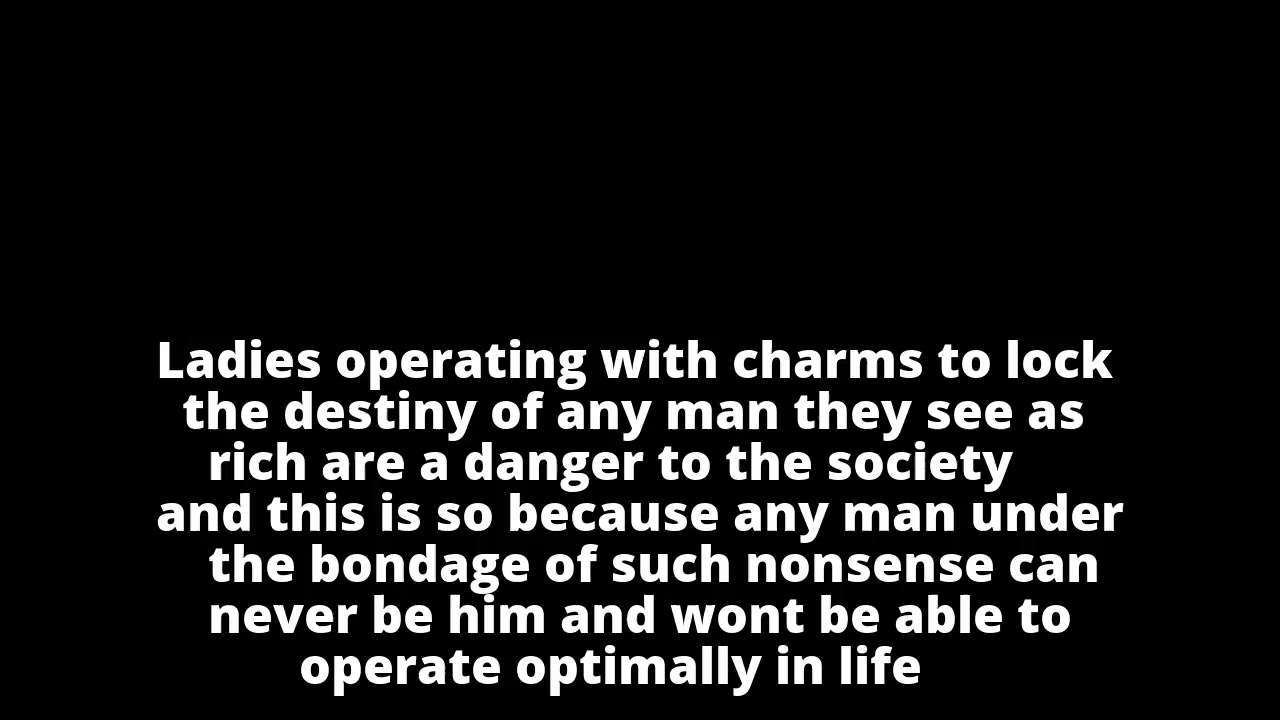 Ladies operating with charms to lock
the destiny of any man they see as
rich are a danger to the society
and this is so because any man under
the bondage of such nonsense can
never be him and wont be able to
operate optimally in life